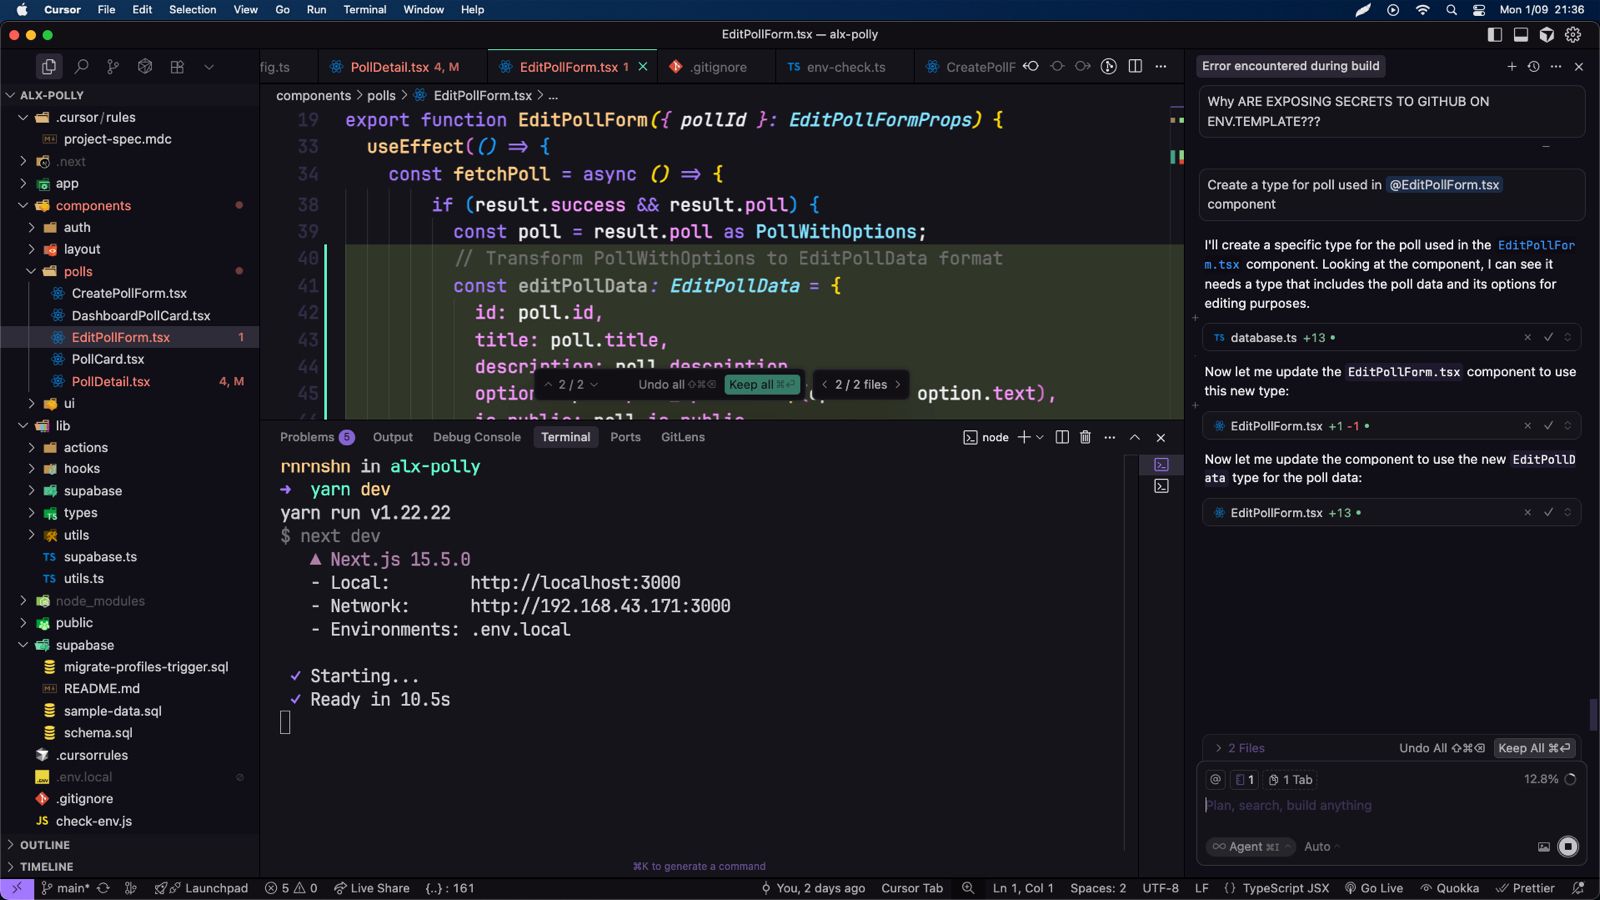 Cursor File Edit Selection View Go Run Terminal Window Help Mon 1/09 21:36
EditPollForm.tsx — alx-polly
fig.ts PollDetail.tsx 4, M EditPollForm.tsx 1 .gitignore TS env-check.ts CreatePollF
components > polls > EditPollForm.tsx > ...
ALX-POLLY
.cursor/rules
project-spec.mdc
.next
app
components
auth
layout
polls
CreatePollForm.tsx
DashboardPollCard.tsx
EditPollForm.tsx 1
PollCard.tsx
PollDetail.tsx 4, M
ui
lib
actions
hooks
supabase
types
utils
TS supabase.ts
TS utils.ts
node_modules
public
supabase
migrate-profiles-trigger.sql
README.md
sample-data.sql
schema.sql
.cursorrules
.env.local
.gitignore
JS check-env.js
OUTLINE
TIMELINE
19 export function EditPollForm({ pollId }: EditPollFormProps) {
33 useEffect(() => {
34 const fetchPoll = async () => {
38 if (result.success && result.poll) {
39 const poll = result.poll as PollWithOptions;
40 // Transform PollWithOptions to EditPollData format
41 const editPollData: EditPollData = {
42 id: poll.id,
43 title: poll.title,
44 description: poll.description
45 option option.text),
is_public: poll.is_public
2 / 2 Undo all ⇧⌘⌫ Keep all ⌘⏎ < 2 / 2 files >
Problems 5 Output Debug Console Terminal Ports GitLens node
rnrnshn in alx-polly
➜ yarn dev
yarn run v1.22.22
$ next dev
▲ Next.js 15.5.0
- Local: http://localhost:3000
- Network: http://192.168.43.171:3000
- Environments: .env.local
✓ Starting...
✓ Ready in 10.5s
⌘K to generate a command
Error encountered during build
Why ARE EXPOSING SECRETS TO GITHUB ON
ENV.TEMPLATE???
Create a type for poll used in @EditPollForm.tsx
component
I'll create a specific type for the poll used in the EditPollFor
m.tsx component. Looking at the component, I can see it
needs a type that includes the poll data and its options for
editing purposes.
TS database.ts +13 •
Now let me update the EditPollForm.tsx component to use
this new type:
EditPollForm.tsx +1 -1 •
Now let me update the component to use the new EditPollD
ata type for the poll data:
EditPollForm.tsx +13 •
> 2 Files Undo All ⇧⌘⌫ Keep All ⌘⏎
@ 1 1 Tab 12.8%
Plan, search, build anything
∞ Agent ⌘I Auto
main* Launchpad 5 0 Live Share {..} : 161 You, 2 days ago Cursor Tab Ln 1, Col 1 Spaces: 2 UTF-8 LF {} TypeScript JSX Go Live Quokka Prettier